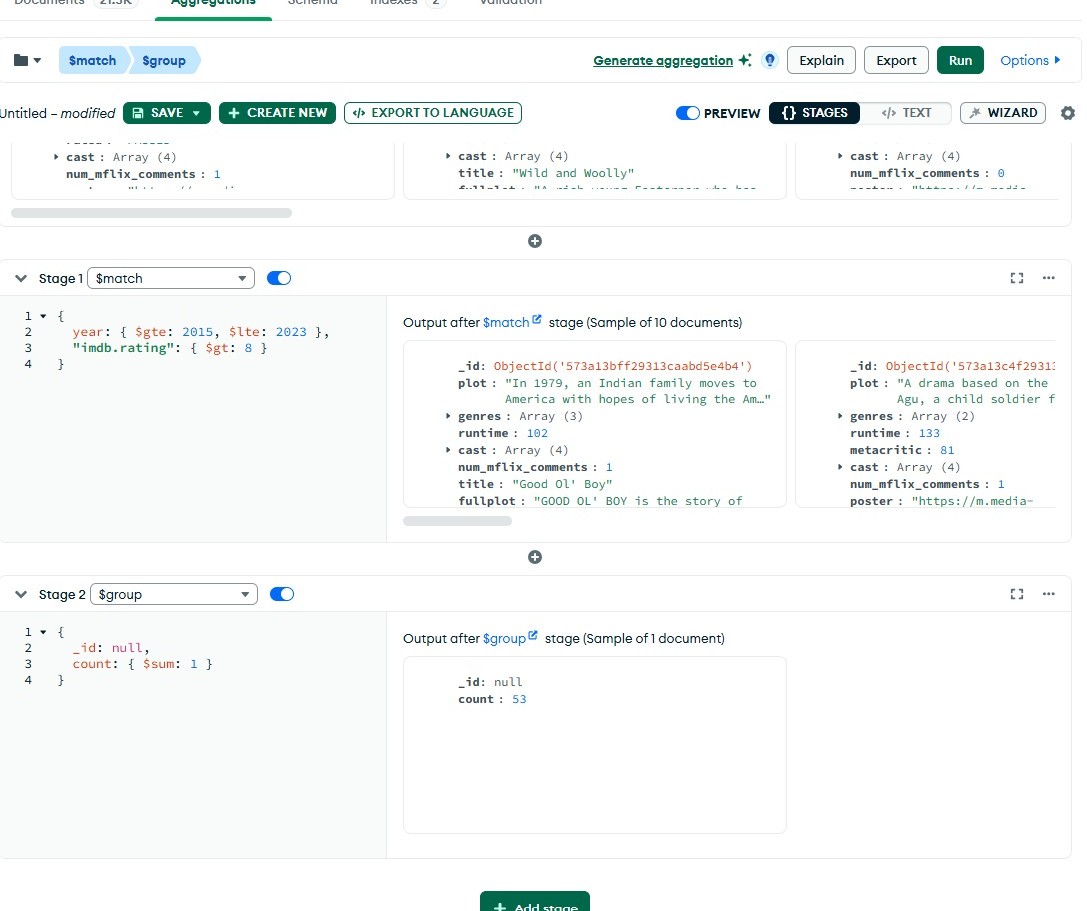 Documents 21.3K Aggregations Schema Indexes 2 Validation
$match $group Generate aggregation Explain Export Run Options
Untitled – modified SAVE CREATE NEW </> EXPORT TO LANGUAGE PREVIEW {} STAGES </> TEXT WIZARD
cast : Array (4)
num_mflix_comments : 1
cast : Array (4)
title : "Wild and Woolly"
fullplot : "A rich young Easterner who has
cast : Array (4)
num_mflix_comments : 0
poster : "https://m.media-
Stage 1 $match
1 {
2 year: { $gte: 2015, $lte: 2023 },
3 "imdb.rating": { $gt: 8 }
4 }
Output after $match stage (Sample of 10 documents)
_id: ObjectId('573a13bff29313caabd5e4b4')
plot : "In 1979, an Indian family moves to
America with hopes of living the Am…"
genres : Array (3)
runtime : 102
cast : Array (4)
num_mflix_comments : 1
title : "Good Ol' Boy"
fullplot : "GOOD OL' BOY is the story of
_id: ObjectId('573a13c4f29313
plot : "A drama based on the
Agu, a child soldier f
genres : Array (2)
runtime : 133
metacritic : 81
cast : Array (4)
num_mflix_comments : 1
poster : "https://m.media-
Stage 2 $group
1 {
2 _id: null,
3 count: { $sum: 1 }
4 }
Output after $group stage (Sample of 1 document)
_id: null
count : 53
Add stage